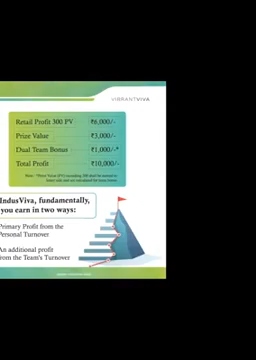 VIBRANTVIVA
Retail Profit 300 PV ₹6,000/-
Prize Value ₹3,000/-
Dual Team Bonus ₹1,000/-*
Total Profit ₹10,000/-
IndusViva, fundamentally,
you earn in two ways:
Primary Profit from the
Personal Turnover
An additional profit
from the Team's Turnover